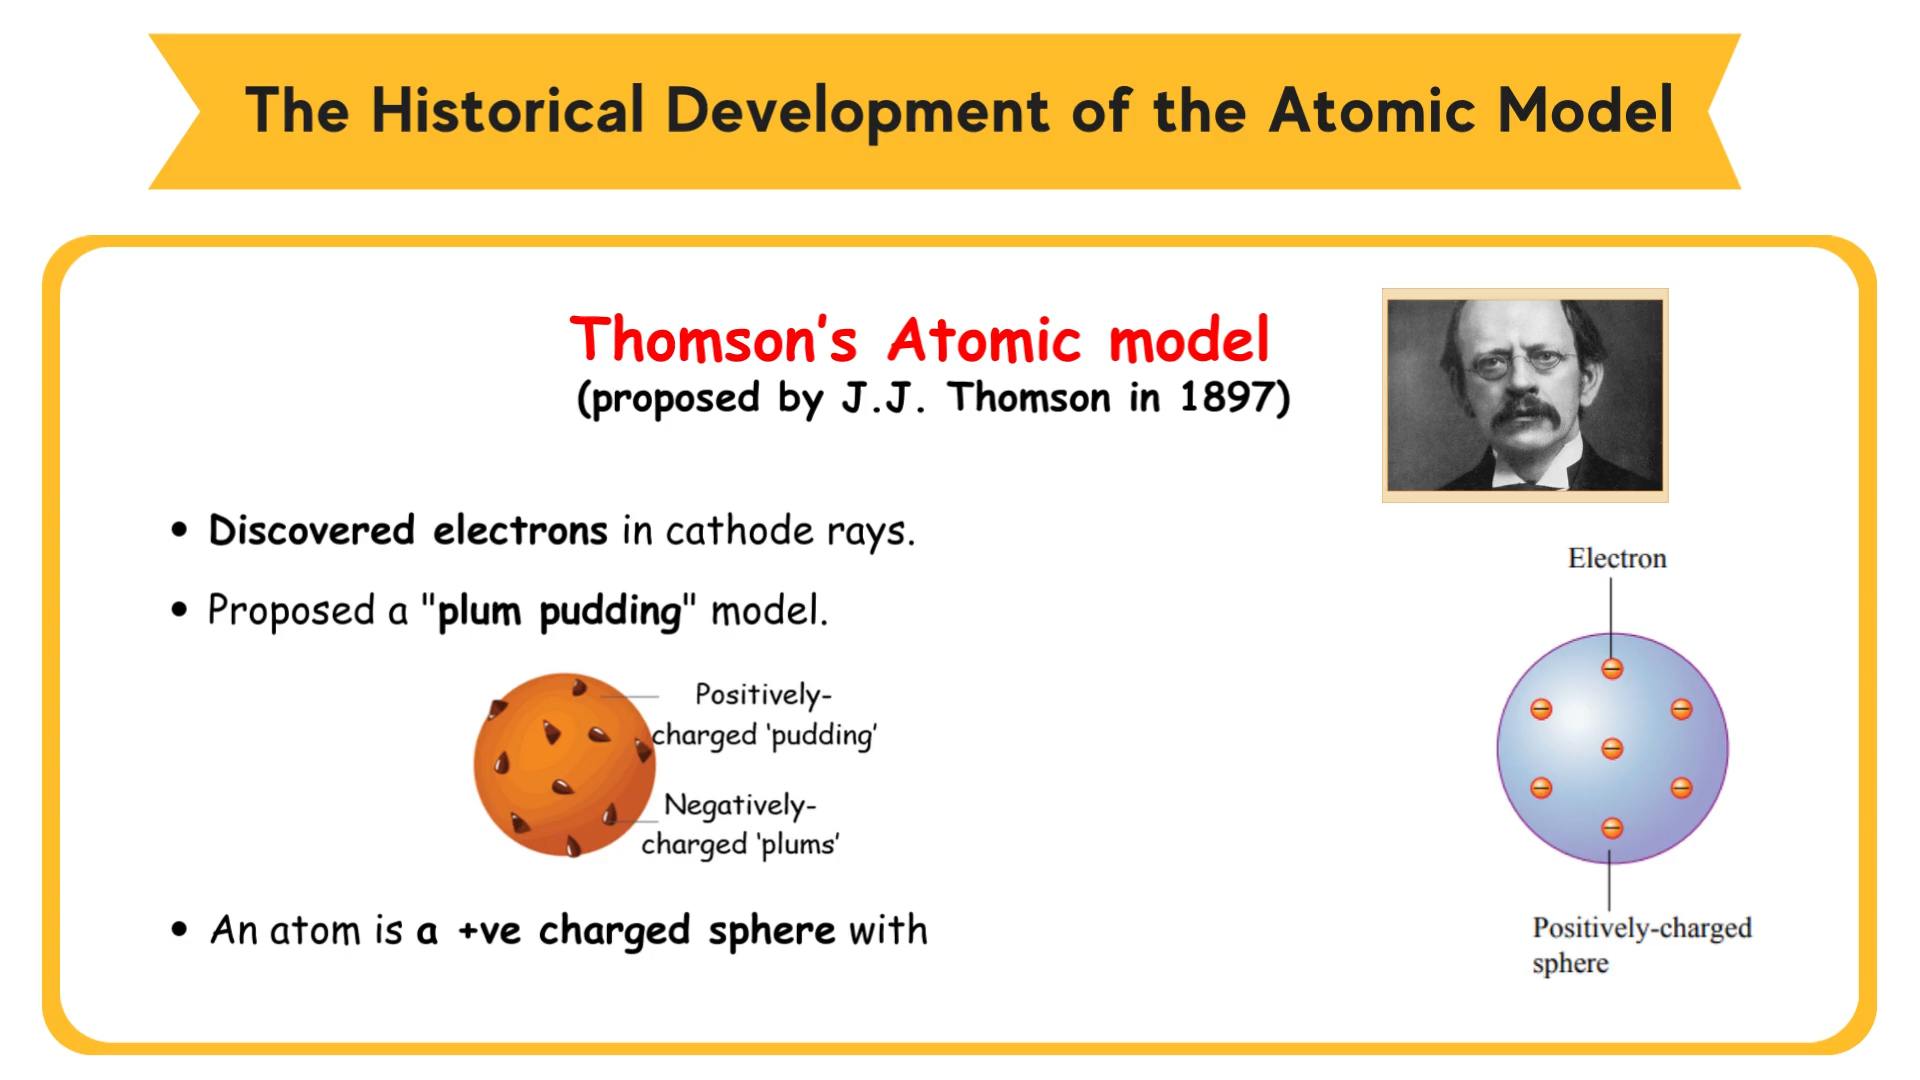 The Historical Development of the Atomic Model
Thomson's Atomic model
(proposed by J.J. Thomson in 1897)
• Discovered electrons in cathode rays.
• Proposed a "plum pudding" model.
Positively-
charged 'pudding'
Negatively-
charged 'plums'
• An atom is a +ve charged sphere with
Electron
Positively-charged
sphere